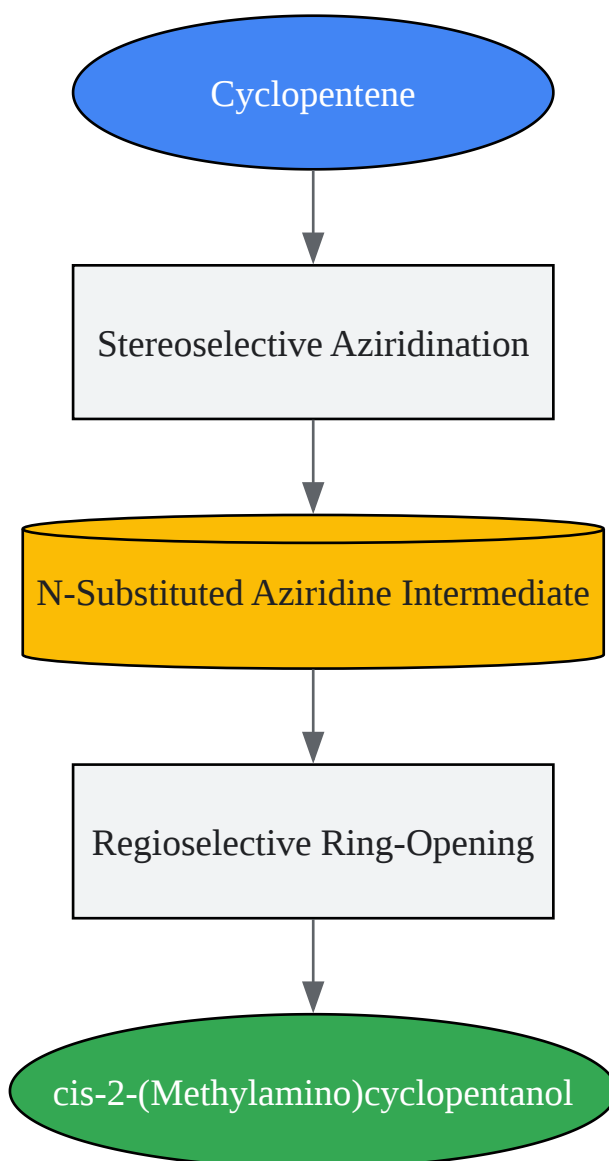 Cyclopentene
Stereoselective Aziridination
N-Substituted Aziridine Intermediate
Regioselective Ring-Opening
cis-2-(Methylamino)cyclopentanol